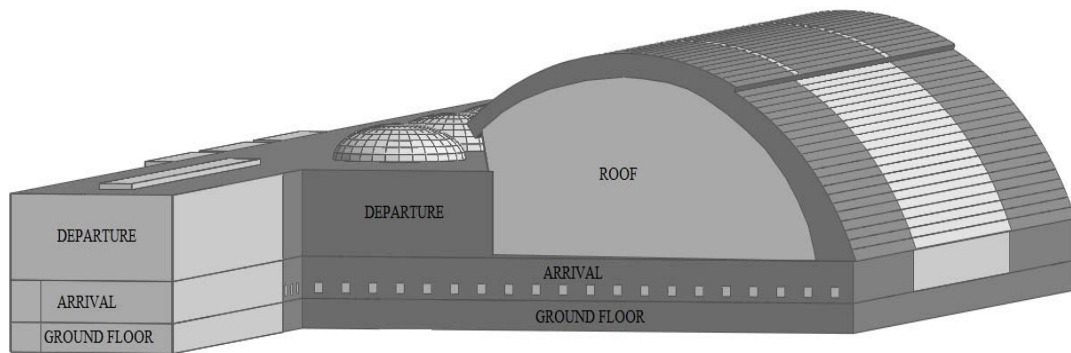 ROOF
DEPARTURE
DEPARTURE
ARRIVAL
ARRIVAL
GROUND FLOOR
GROUND FLOOR